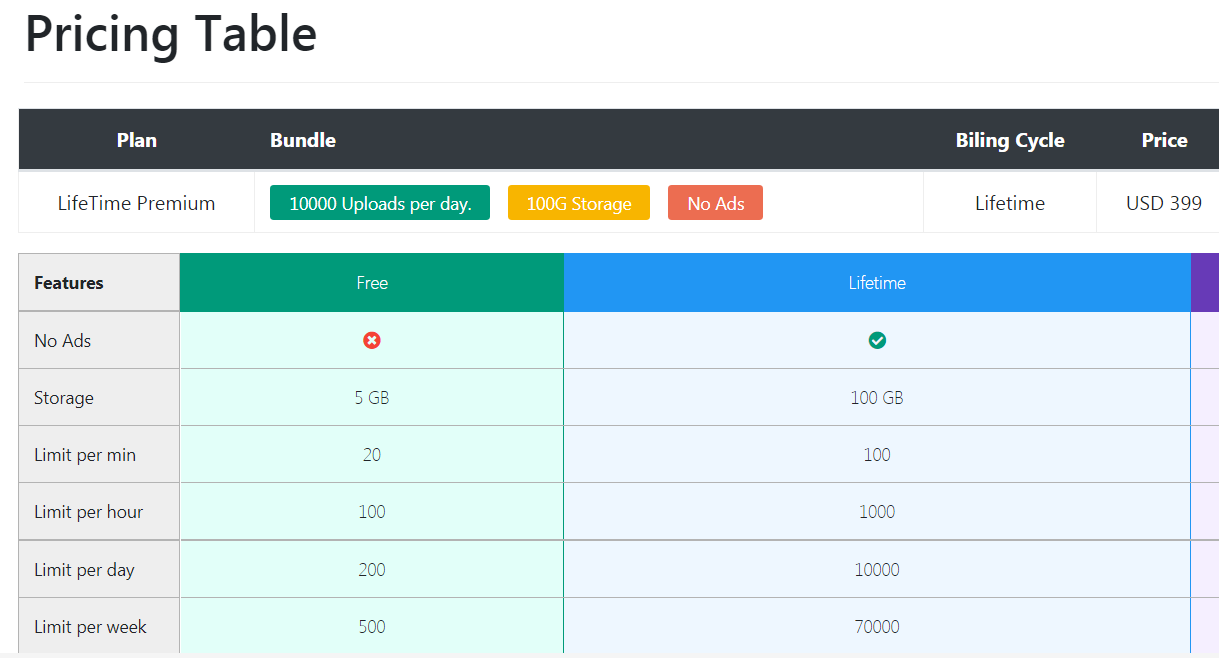 Pricing Table
Plan Bundle Biling Cycle Price
LifeTime Premium 10000 Uploads per day. 100G Storage No Ads Lifetime USD 399
Features Free Lifetime
No Ads
Storage 5 GB 100 GB
Limit per min 20 100
Limit per hour 100 1000
Limit per day 200 10000
Limit per week 500 70000